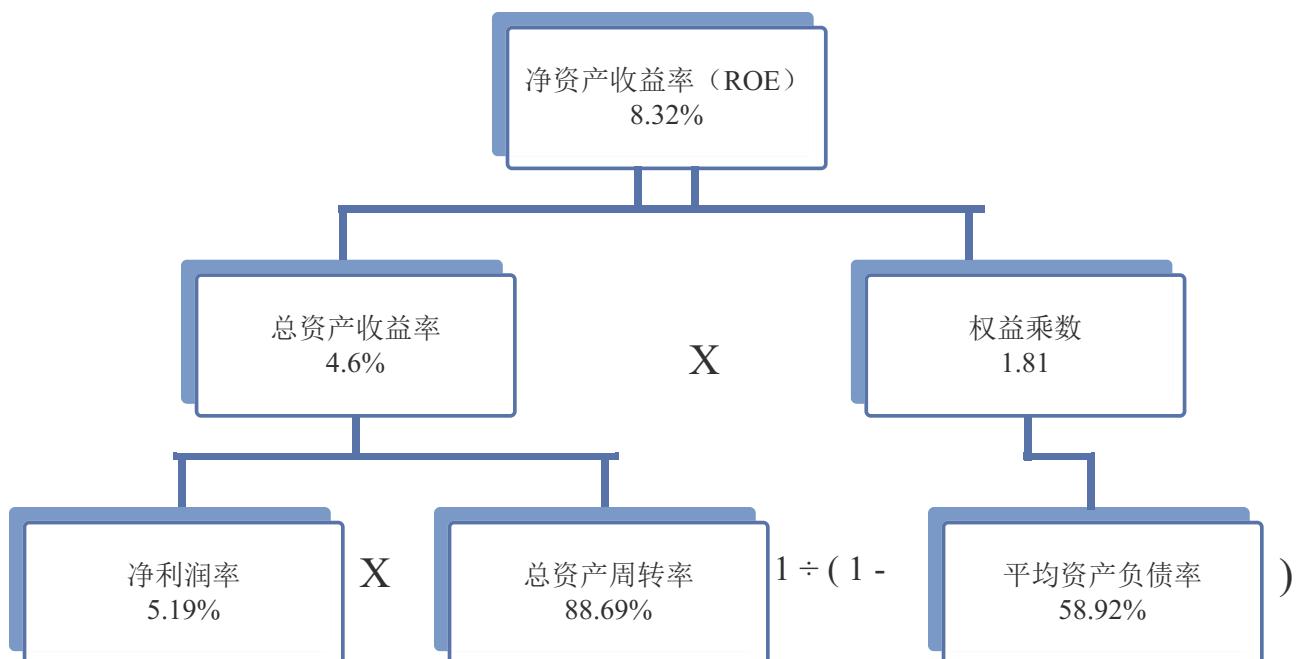 净资产收益率（ROE）
8.32%
总资产收益率
4.6%
X
权益乘数
1.81
净利润率
5.19%
X
总资产周转率
88.69%
1 ÷ ( 1 -
平均资产负债率
58.92%
)